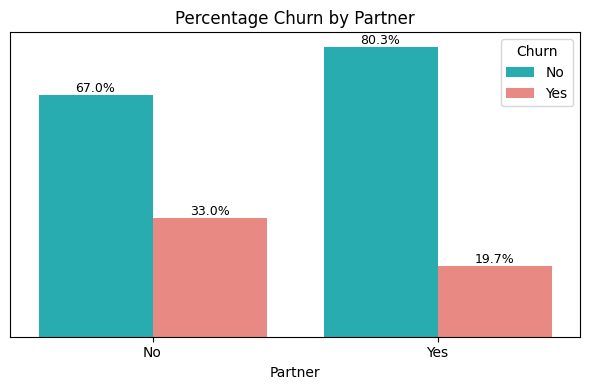 Percentage Churn by Partner
Churn
No
Yes
67.0%
33.0%
80.3%
19.7%
No
Yes
Partner